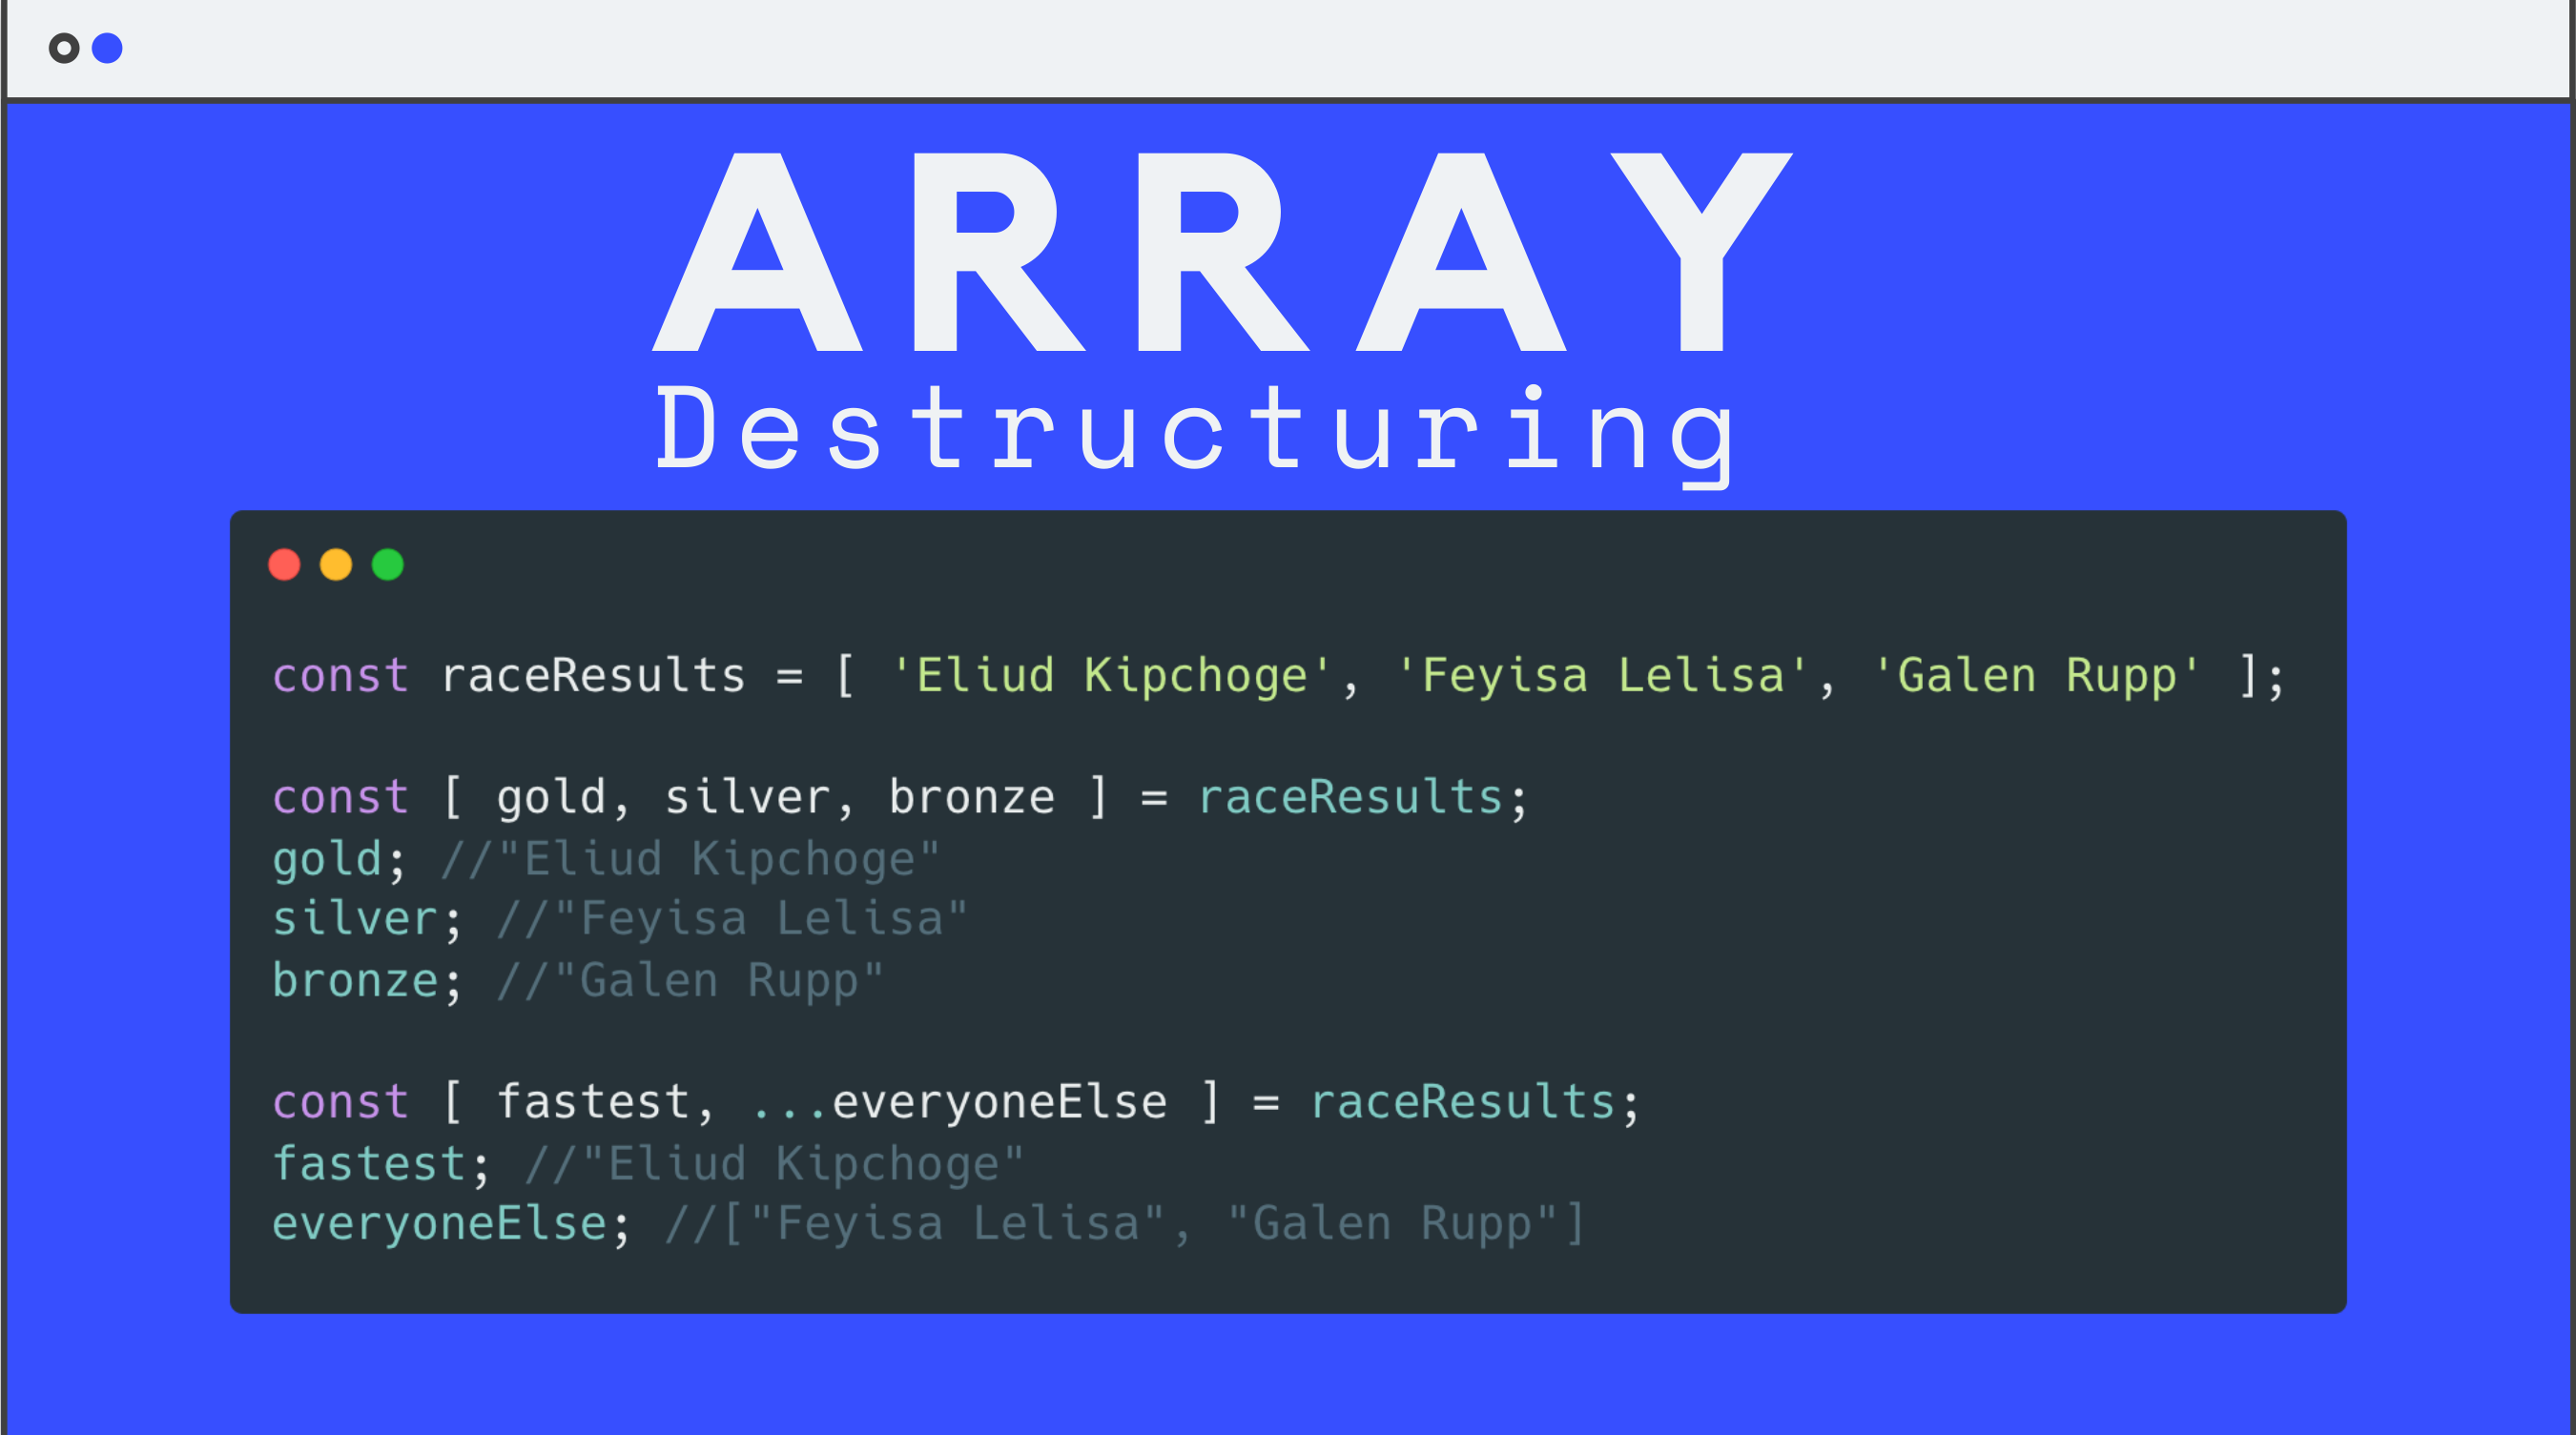 ARRAY
Destructuring
const raceResults = [ 'Eliud Kipchoge', 'Feyisa Lelisa', 'Galen Rupp' ];
const [ gold, silver, bronze ] = raceResults;
gold; //"Eliud Kipchoge"
silver; //"Feyisa Lelisa"
bronze; //"Galen Rupp"
const [ fastest, ...everyoneElse ] = raceResults;
fastest; //"Eliud Kipchoge"
everyoneElse; //["Feyisa Lelisa", "Galen Rupp"]